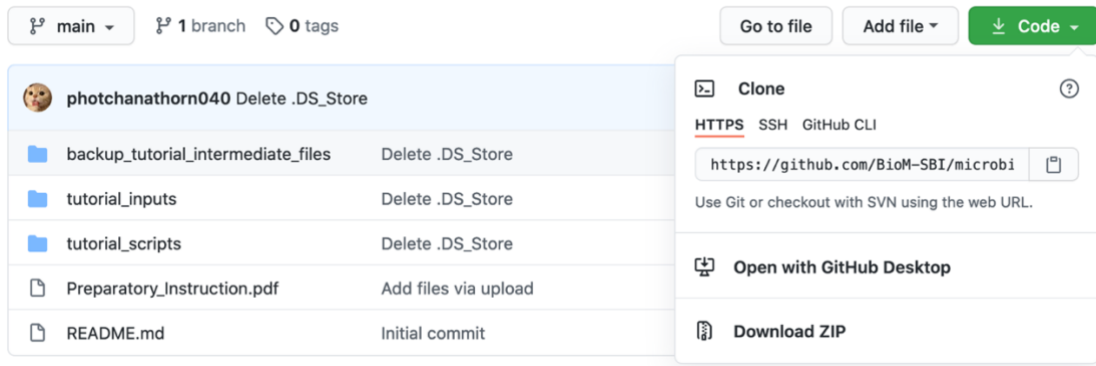 main 1 branch 0 tags Go to file Add file Code
photchanathorn040 Delete .DS_Store
backup_tutorial_intermediate_files Delete .DS_Store
tutorial_inputs Delete .DS_Store
tutorial_scripts Delete .DS_Store
Preparatory_Instruction.pdf Add files via upload
README.md Initial commit
Clone ?
HTTPS SSH GitHub CLI
https://github.com/BioM-SBI/microbi
Use Git or checkout with SVN using the web URL.
Open with GitHub Desktop
Download ZIP